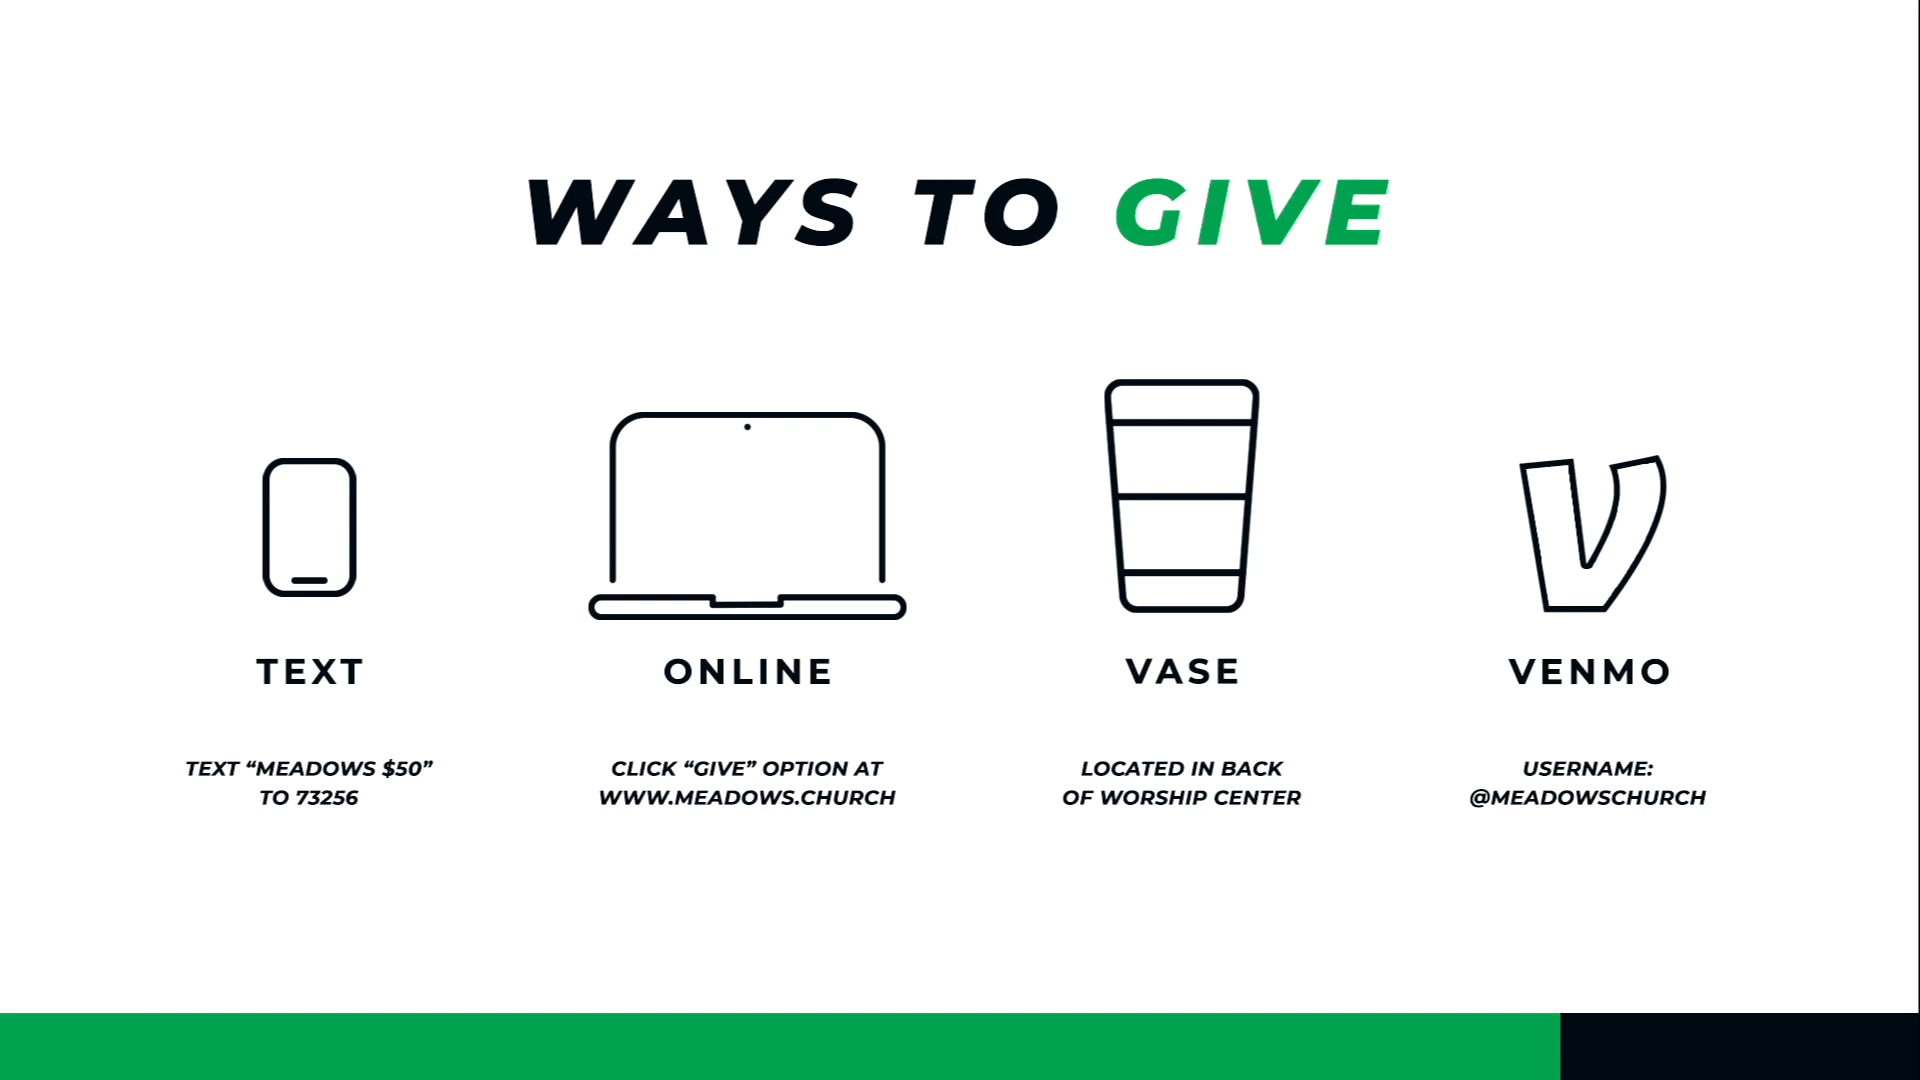 WAYS TO GIVE
TEXT
TEXT “MEADOWS $50”
TO 73256
ONLINE
CLICK “GIVE” OPTION AT
WWW.MEADOWS.CHURCH
VASE
LOCATED IN BACK
OF WORSHIP CENTER
VENMO
USERNAME:
@MEADOWSCHURCH